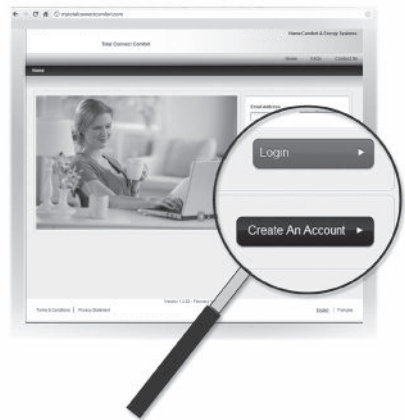 mytotalconnectcomfort.com
Home Comfort & Energy Systems
Total Connect Comfort
Home FAQs Contact Us
Home
Email Address
Login
Create An Account
Terms & Conditions | Privacy Statement
English | Français